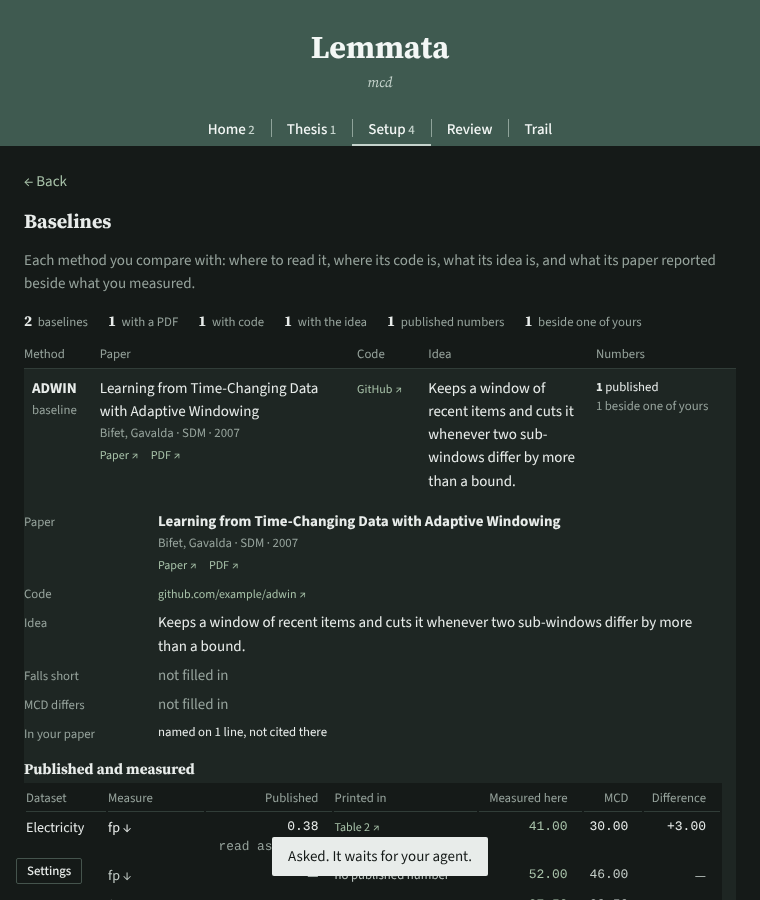 Lemmata
mcd
Home 2
Thesis 1
Setup 4
Review
Trail
← Back
Baselines
Each method you compare with: where to read it, where its code is, what its idea is, and what its paper reported
beside what you measured.
2 baselines 1 with a PDF 1 with code 1 with the idea 1 published numbers 1 beside one of yours
Method Paper Code Idea Numbers
ADWIN
baseline
Learning from Time-Changing Data
with Adaptive Windowing
Bifet, Gavalda · SDM · 2007
Paper ↗ PDF ↗
GitHub ↗
Keeps a window of
recent items and cuts it
whenever two sub-
windows differ by more
than a bound.
1 published
1 beside one of yours
Paper
Learning from Time-Changing Data with Adaptive Windowing
Bifet, Gavalda · SDM · 2007
Paper ↗ PDF ↗
Code github.com/example/adwin ↗
Idea Keeps a window of recent items and cuts it whenever two sub-windows differ by more
than a bound.
Falls short not filled in
MCD differs not filled in
In your paper named on 1 line, not cited there
Published and measured
Dataset Measure Published Printed in Measured here MCD Difference
Electricity fp ↓ 0.38 Table 2 ↗ 41.00 30.00 +3.00
read as
Asked. It waits for your agent.
fp ↓ — no published number 52.00 46.00 —
Settings